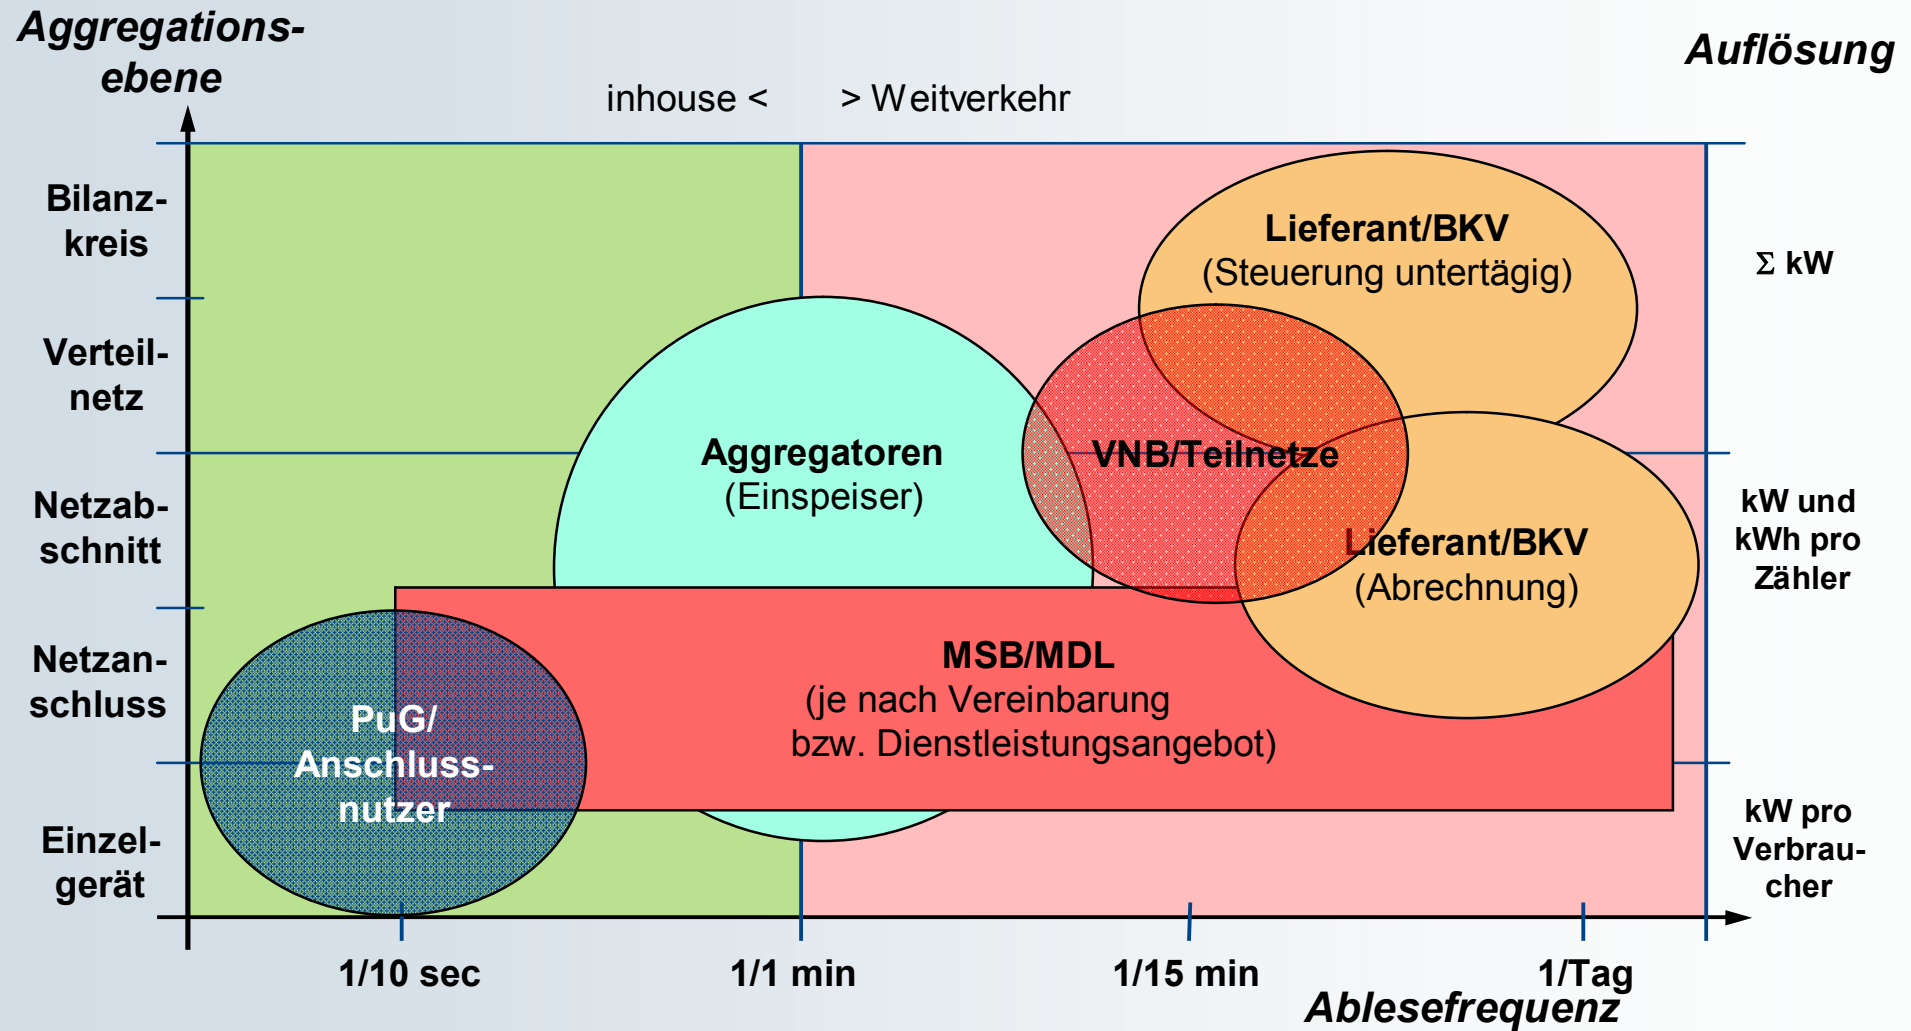 Aggregations-
ebene
Auflösung
inhouse <   > Weitverkehr
Bilanz-
kreis
Lieferant/BKV
(Steuerung untertägig)
Σ kW
Verteil-
netz
Aggregatoren
(Einspeiser)
VNB/Teilnetze
Netzab-
schnitt
Lieferant/BKV
(Abrechnung)
kW und
kWh pro
Zähler
Netzan-
schluss
MSB/MDL
(je nach Vereinbarung
bzw. Dienstleistungsangebot)
PuG/
Anschluss-
nutzer
Einzel-
gerät
kW pro
Verbrau-
cher
1/10 sec
1/1 min
1/15 min
1/Tag
Ablesefrequenz